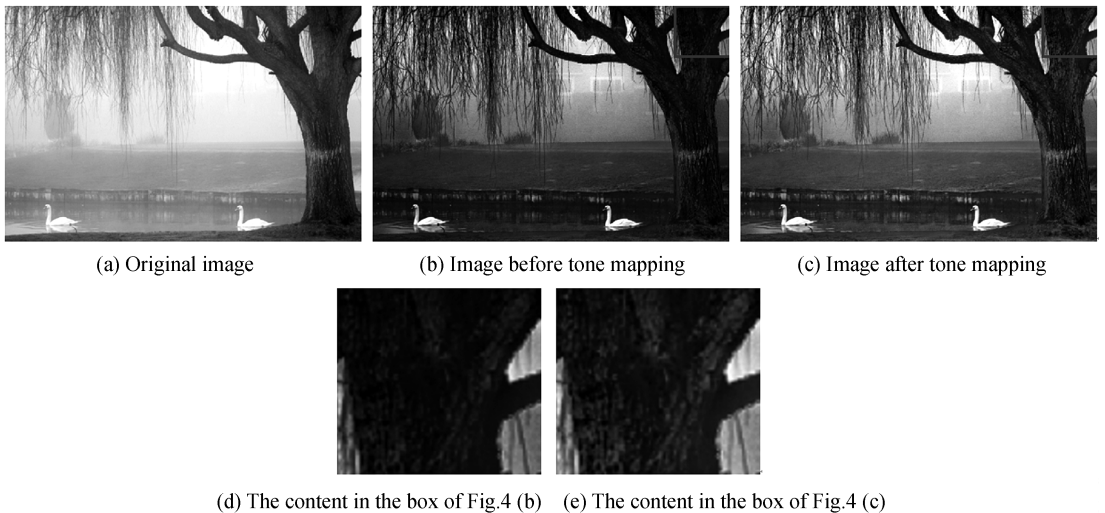 (a) Original image
(b) Image before tone mapping
(c) Image after tone mapping
(d) The content in the box of Fig.4 (b)
(e) The content in the box of Fig.4 (c)